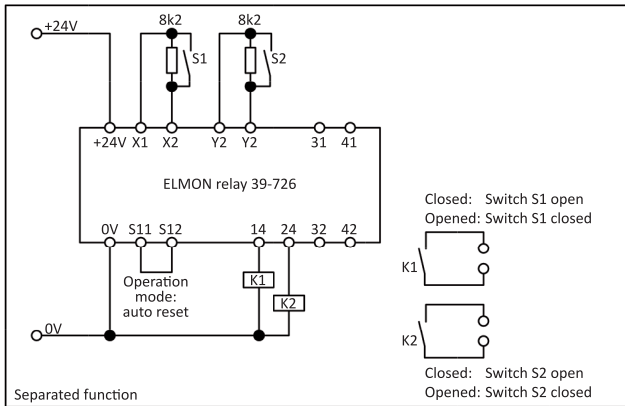 +24V
8k2
8k2
S1
S2
+24V X1 X2 Y2 Y2 31 41
ELMON relay 39-726
0V S11 S12 14 24 32 42
Operation
mode:
auto reset
K1
K2
0V
Closed: Switch S1 open
Opened: Switch S1 closed
K1
K2
Closed: Switch S2 open
Opened: Switch S2 closed
Separated function